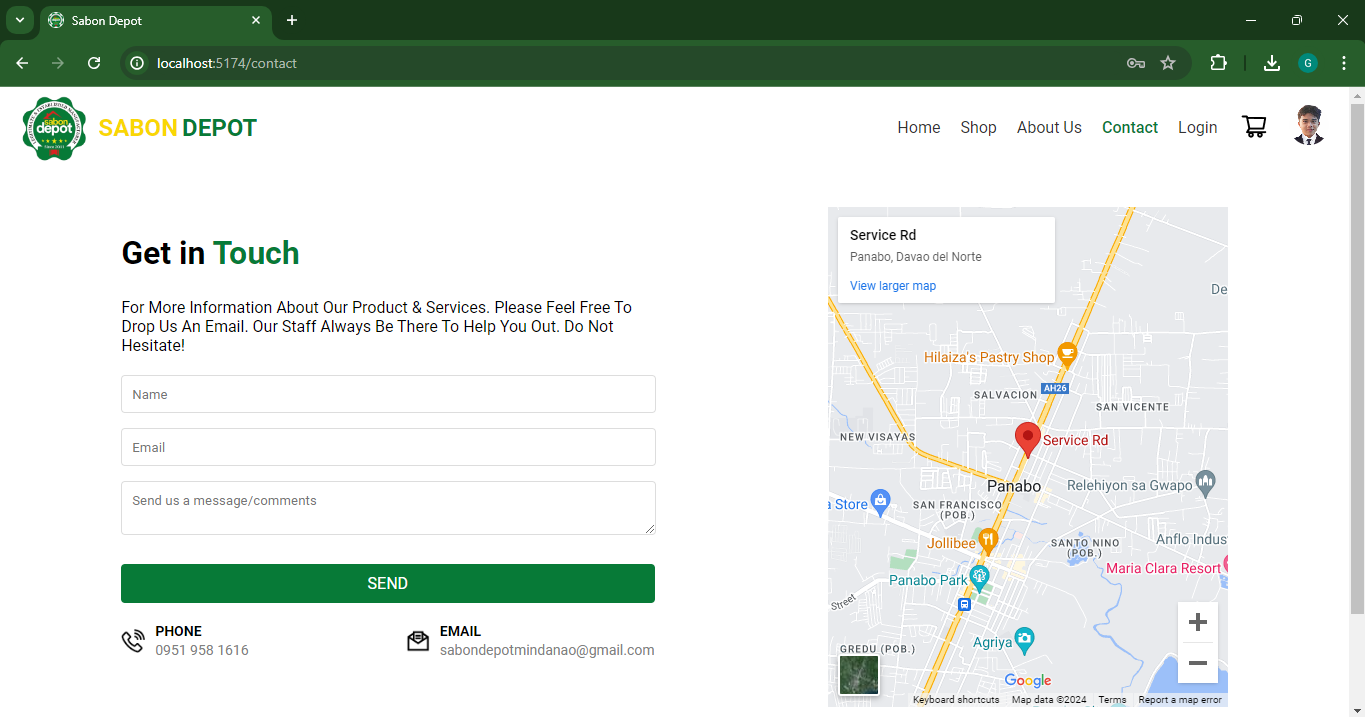 Sabon Depot
localhost:5174/contact
G
sabon
depot
Since 2001
SABON DEPOT
Home Shop About Us Contact Login
Get in Touch
For More Information About Our Product & Services. Please Feel Free To
Drop Us An Email. Our Staff Always Be There To Help You Out. Do Not
Hesitate!
Name
Email
Send us a message/comments
SEND
PHONE
0951 958 1616
EMAIL
sabondepotmindanao@gmail.com
Service Rd
Panabo, Davao del Norte
View larger map
De
Hilaiza's Pastry Shop
AH26
SALVACION
SAN VICENTE
NEW VISAYAS
Service Rd
Panabo
Relehiyon sa Gwapo
a Store
SAN FRANCISCO
(POB.)
Jollibee
SANTO NINO
(POB.)
Anflo Indus
Maria Clara Resort
Panabo Park
Street
Agriya
GREDU (POB.)
Google
Keyboard shortcuts Map data ©2024 Terms Report a map error